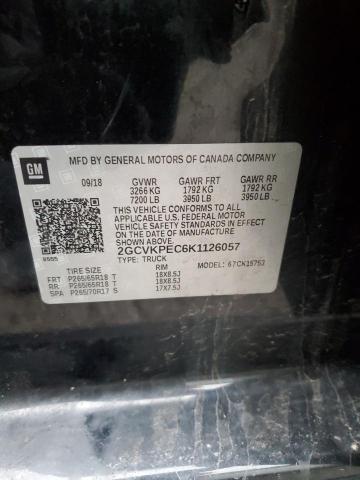 GM
MFD BY GENERAL MOTORS OF CANADA COMPANY
09/18 GVWR GAWR FRT GAWR RR
3266 KG 1792 KG 1792 KG
7200 LB 3950 LB 3950 LB
THIS VEHICLE CONFORMS TO ALL
APPLICABLE U.S. FEDERAL MOTOR
VEHICLE SAFETY STANDARDS IN
EFFECT ON THE DATE OF
MANUFACTURE SHOWN ABOVE.
2GCVKPEC6K1126057
TYPE: TRUCK MODEL:
TIRE SIZE RIM
FRT P265/65R18 T 18X8.5J
RR P265/65R18 T 18X8.5J
SPA P265/70R17 S 17X7.5J